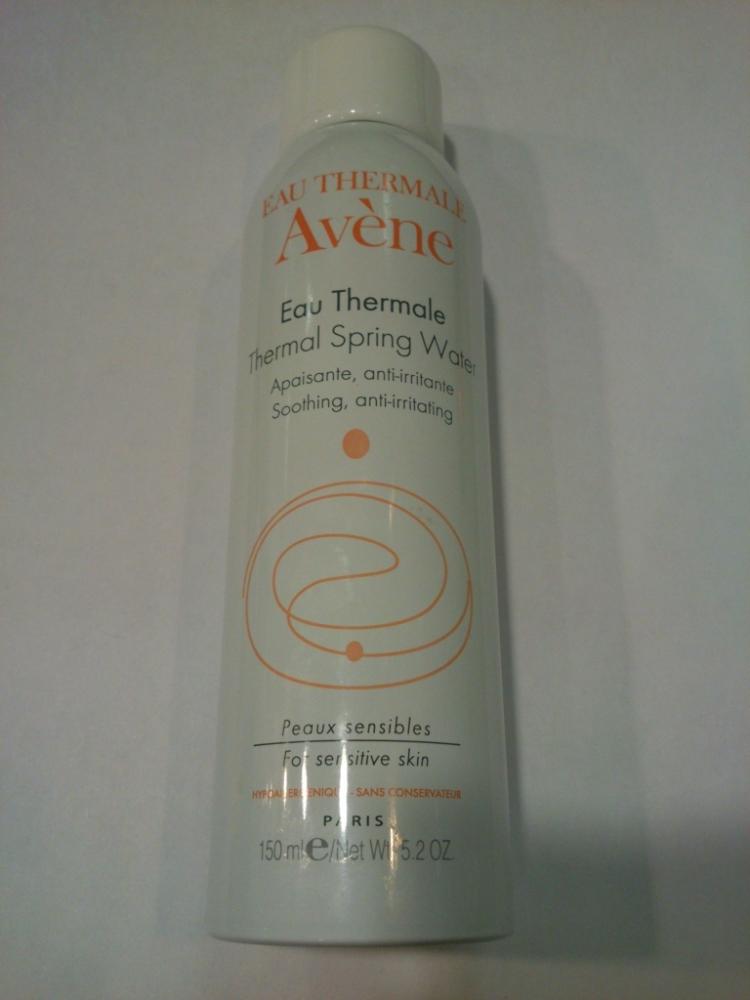 EAU THERMALE
Avène
Eau Thermale
Thermal Spring Water
Apaisante, anti-irritante
Soothing, anti-irritating
Peaux sensibles
For sensitive skin
HYPOALLERGENIQUE - SANS CONSERVATEUR
PARIS
150 ml e/Net Wt. 5.2 OZ.